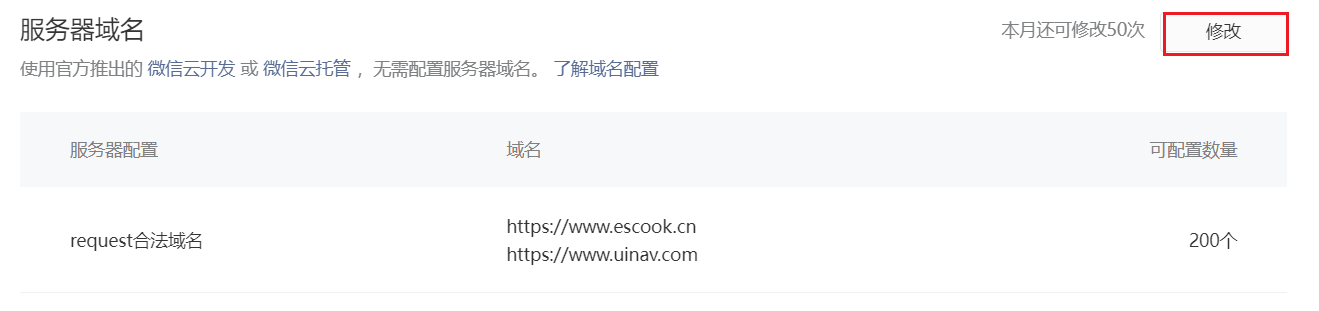 服务器域名
本月还可修改50次 修改
使用官方推出的 微信云开发 或 微信云托管 ，无需配置服务器域名。 了解域名配置
服务器配置 域名 可配置数量
https://www.escook.cn
request合法域名 200个
https://www.uinav.com